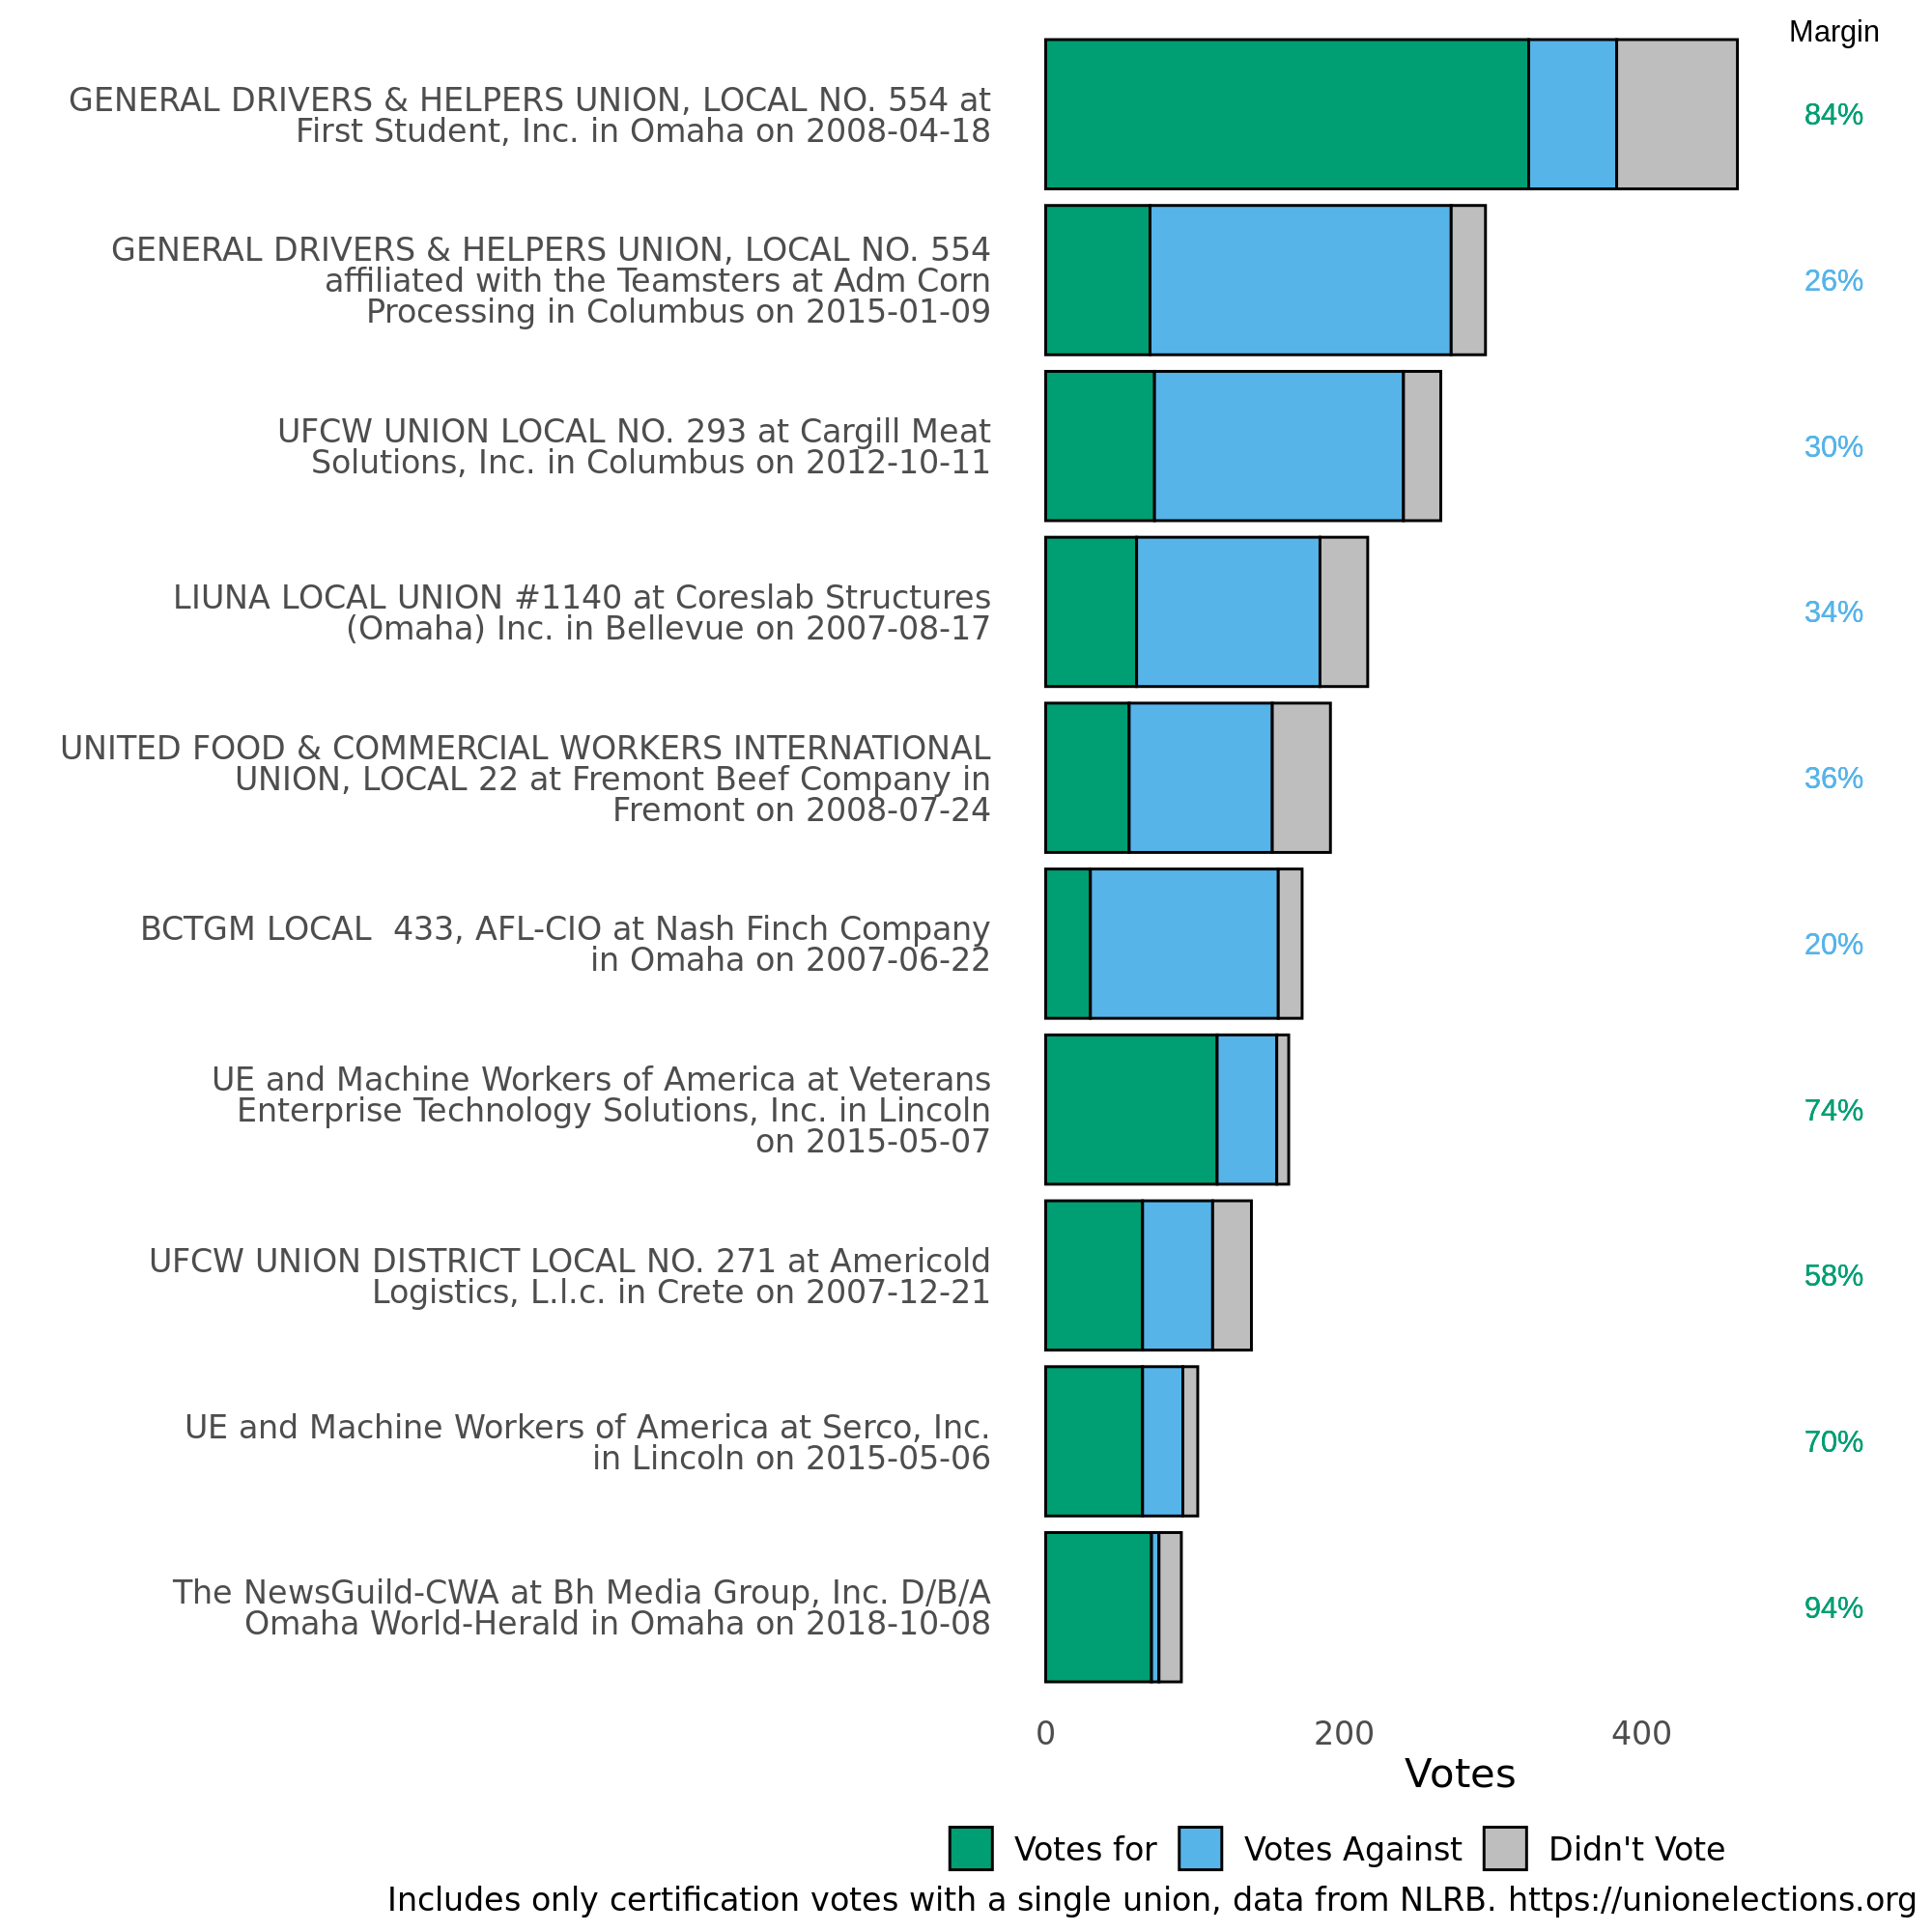 Margin
GENERAL DRIVERS & HELPERS UNION, LOCAL NO. 554 at
First Student, Inc. in Omaha on 2008-04-18
84%
GENERAL DRIVERS & HELPERS UNION, LOCAL NO. 554
affiliated with the Teamsters at Adm Corn
Processing in Columbus on 2015-01-09
26%
UFCW UNION LOCAL NO. 293 at Cargill Meat
Solutions, Inc. in Columbus on 2012-10-11
30%
LIUNA LOCAL UNION #1140 at Coreslab Structures
(Omaha) Inc. in Bellevue on 2007-08-17
34%
UNITED FOOD & COMMERCIAL WORKERS INTERNATIONAL
UNION, LOCAL 22 at Fremont Beef Company in
Fremont on 2008-07-24
36%
BCTGM LOCAL  433, AFL-CIO at Nash Finch Company
in Omaha on 2007-06-22
20%
UE and Machine Workers of America at Veterans
Enterprise Technology Solutions, Inc. in Lincoln
on 2015-05-07
74%
UFCW UNION DISTRICT LOCAL NO. 271 at Americold
Logistics, L.l.c. in Crete on 2007-12-21
58%
UE and Machine Workers of America at Serco, Inc.
in Lincoln on 2015-05-06
70%
The NewsGuild-CWA at Bh Media Group, Inc. D/B/A
Omaha World-Herald in Omaha on 2018-10-08
94%
0 200 400
Votes
Votes for Votes Against Didn't Vote
Includes only certification votes with a single union, data from NLRB. https://unionelections.org